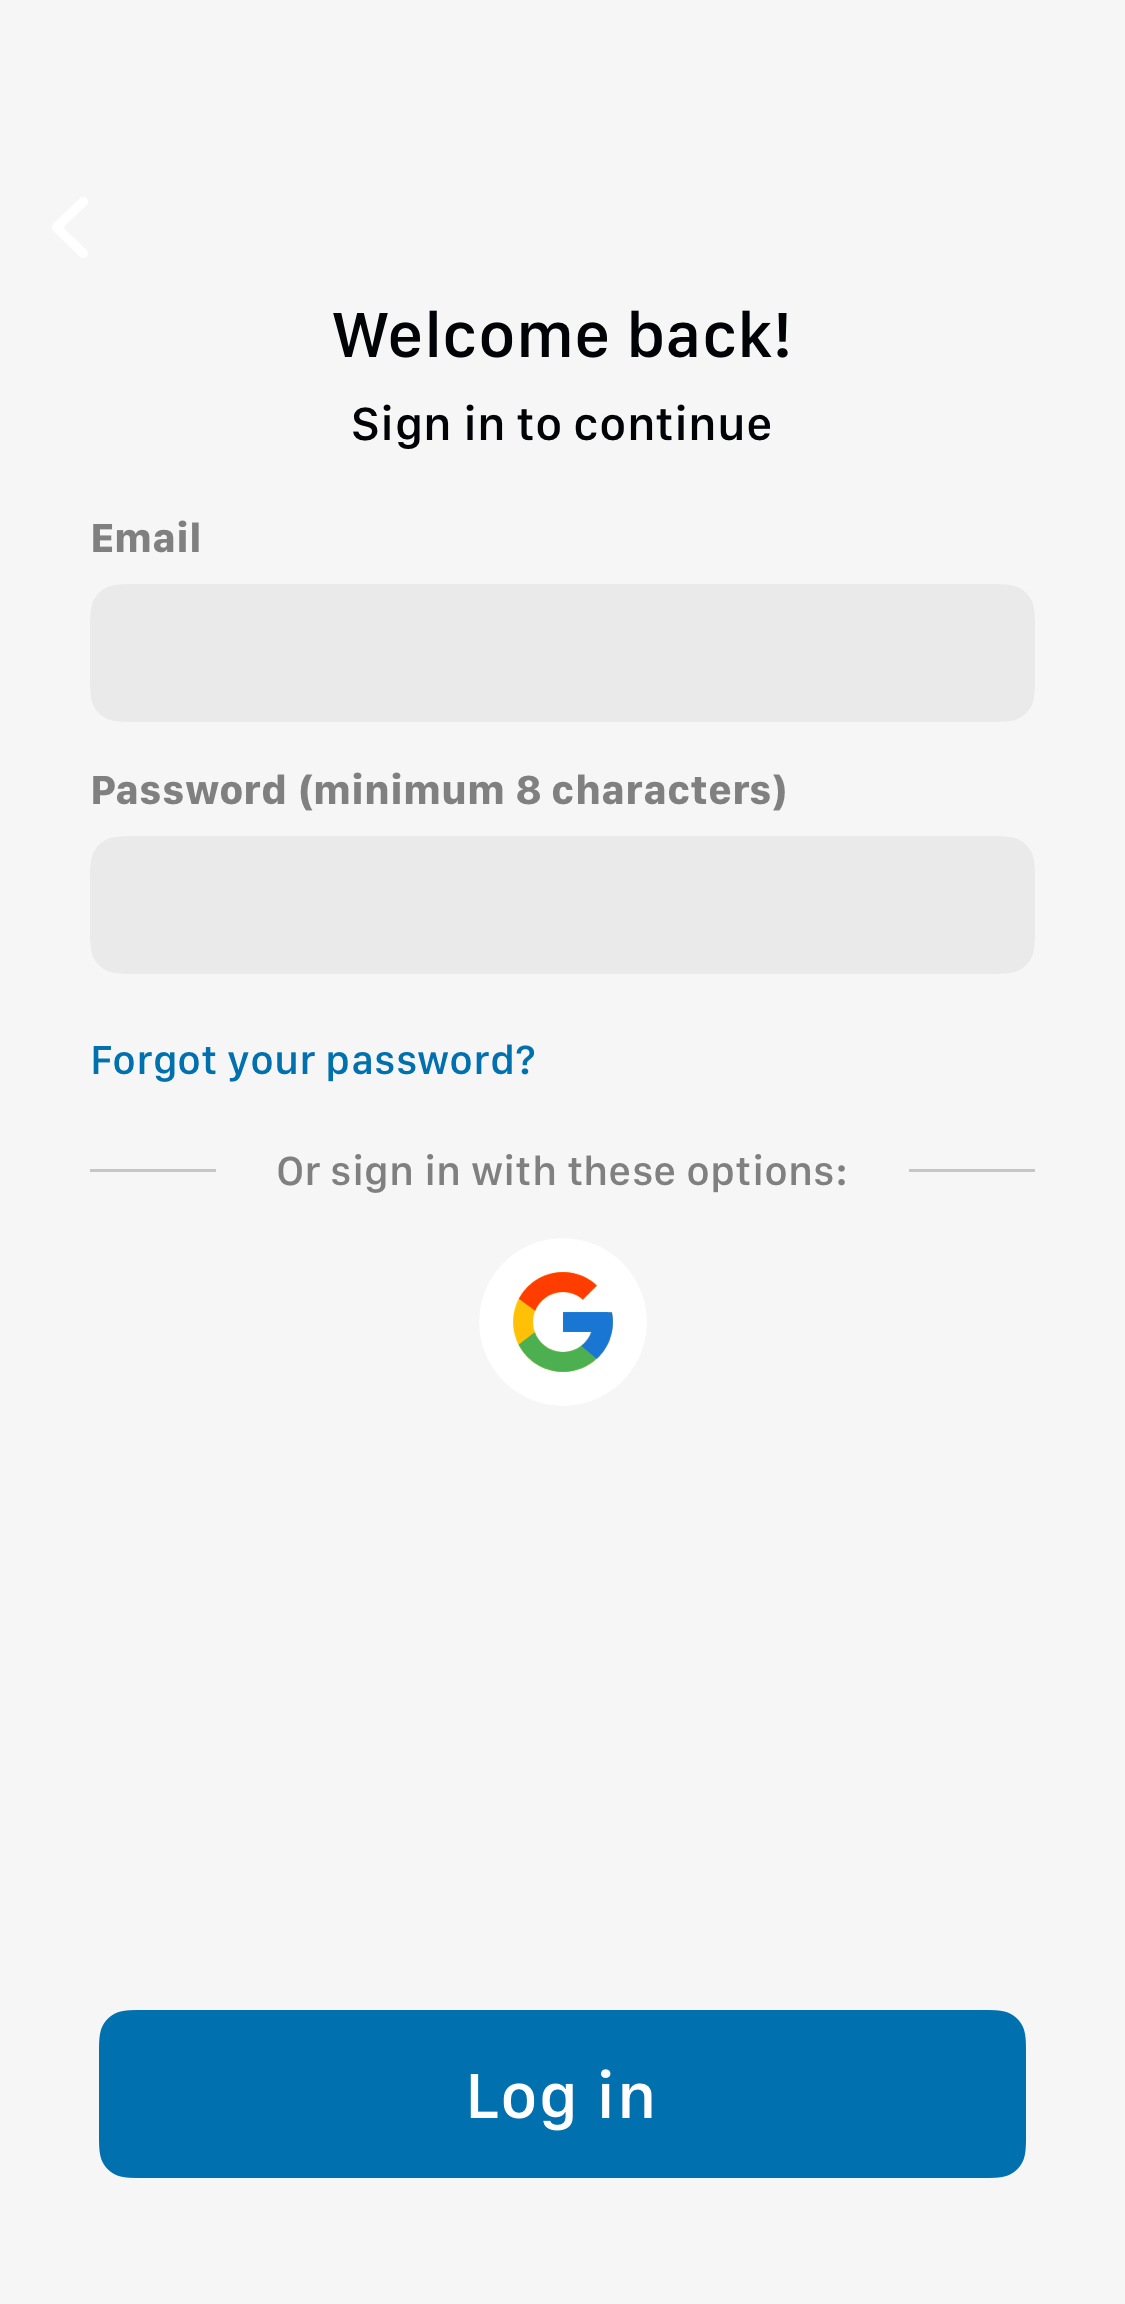 Welcome back!
Sign in to continue
Email
Password (minimum 8 characters)
Forgot your password?
Or sign in with these options:
Log in